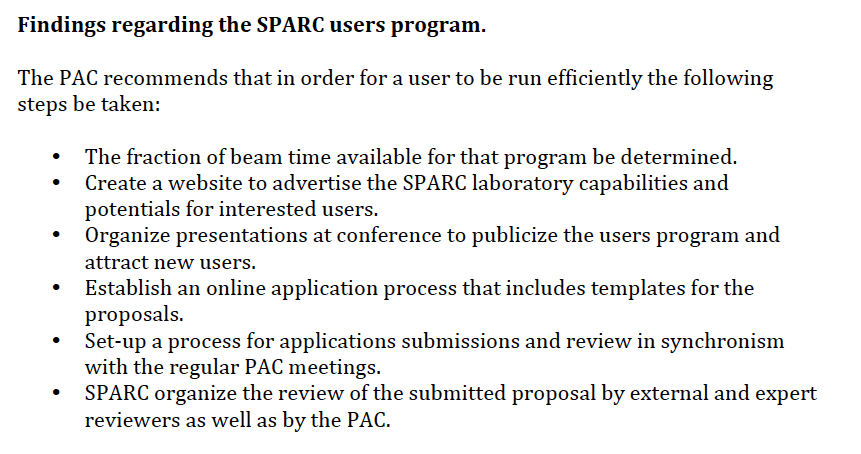 Findings regarding the SPARC users program.
The PAC recommends that in order for a user to be run efficiently the following
steps be taken:
• The fraction of beam time available for that program be determined.
• Create a website to advertise the SPARC laboratory capabilities and
potentials for interested users.
• Organize presentations at conference to publicize the users program and
attract new users.
• Establish an online application process that includes templates for the
proposals.
• Set-up a process for applications submissions and review in synchronism
with the regular PAC meetings.
• SPARC organize the review of the submitted proposal by external and expert
reviewers as well as by the PAC.